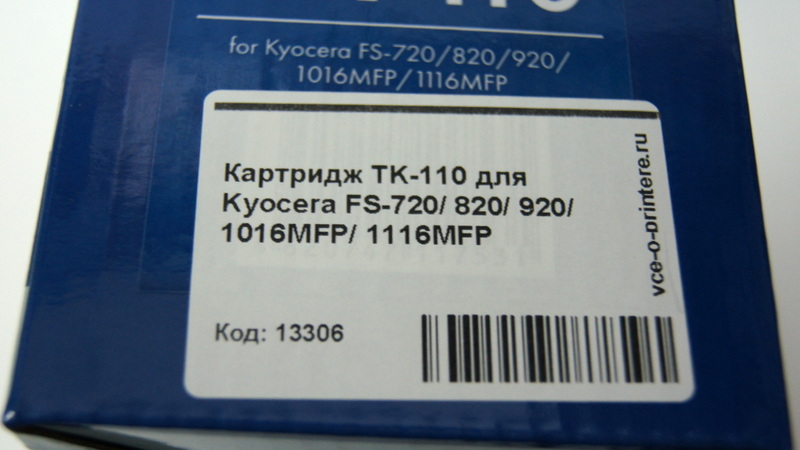 110
for Kyocera FS-720/820/920/
1016MFP/1116MFP
Картридж TK-110 для
Kyocera FS-720/ 820/ 920/
1016MFP/ 1116MFP
Код: 13306
vce-o-printere.ru